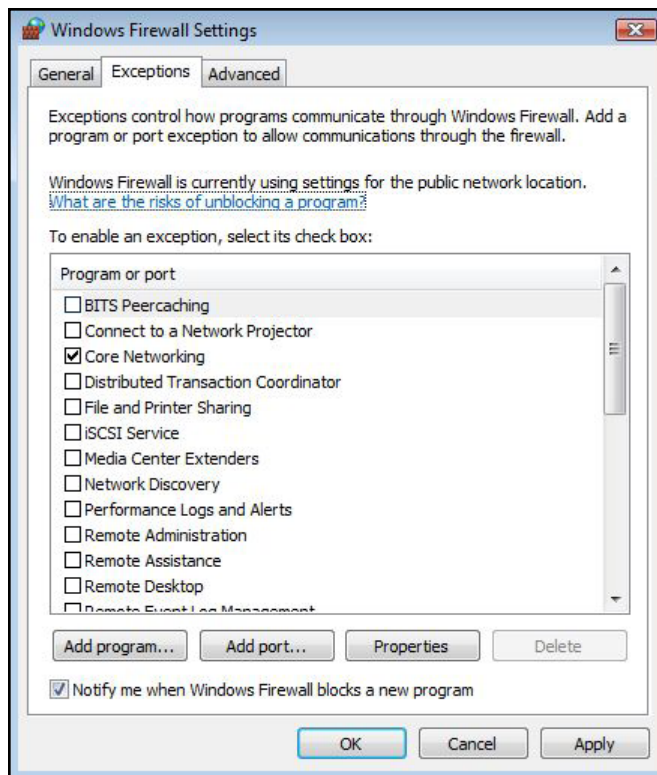 Windows Firewall Settings
General
Exceptions
Advanced
Exceptions control how programs communicate through Windows Firewall. Add a
program or port exception to allow communications through the firewall.
Windows Firewall is currently using settings for the public network location.
What are the risks of unblocking a program?
To enable an exception, select its check box:
Program or port
BITS Peercaching
Connect to a Network Projector
Core Networking
Distributed Transaction Coordinator
File and Printer Sharing
iSCSI Service
Media Center Extenders
Network Discovery
Performance Logs and Alerts
Remote Administration
Remote Assistance
Remote Desktop
Remote Event Log Management
Add program...
Add port...
Properties
Delete
Notify me when Windows Firewall blocks a new program
OK
Cancel
Apply